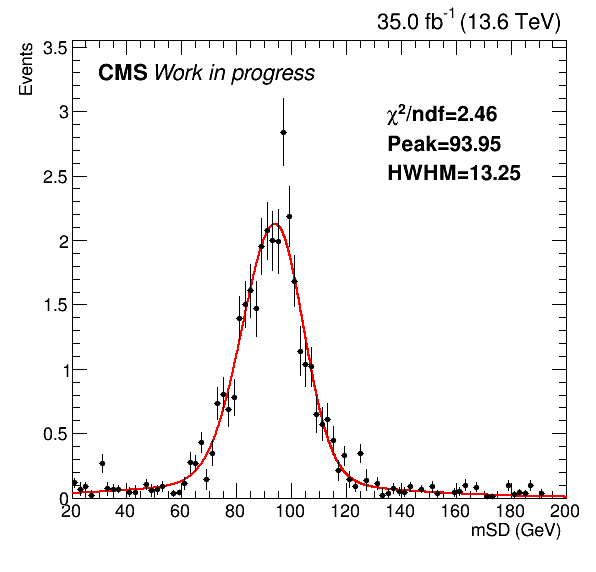 35.0 fb⁻¹ (13.6 TeV)
CMS Work in progress
χ²/ndf=2.46
Peak=93.95
HWHM=13.25
Events
3.5
3
2.5
2
1.5
1
0.5
0
20 40 60 80 100 120 140 160 180 200
mSD (GeV)